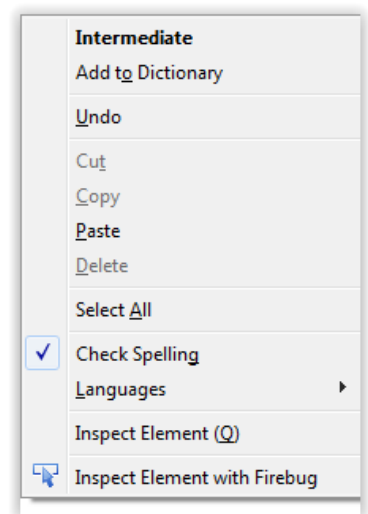 Intermediate
Add to Dictionary
Undo
Cut
Copy
Paste
Delete
Select All
Check Spelling
Languages
Inspect Element (Q)
Inspect Element with Firebug